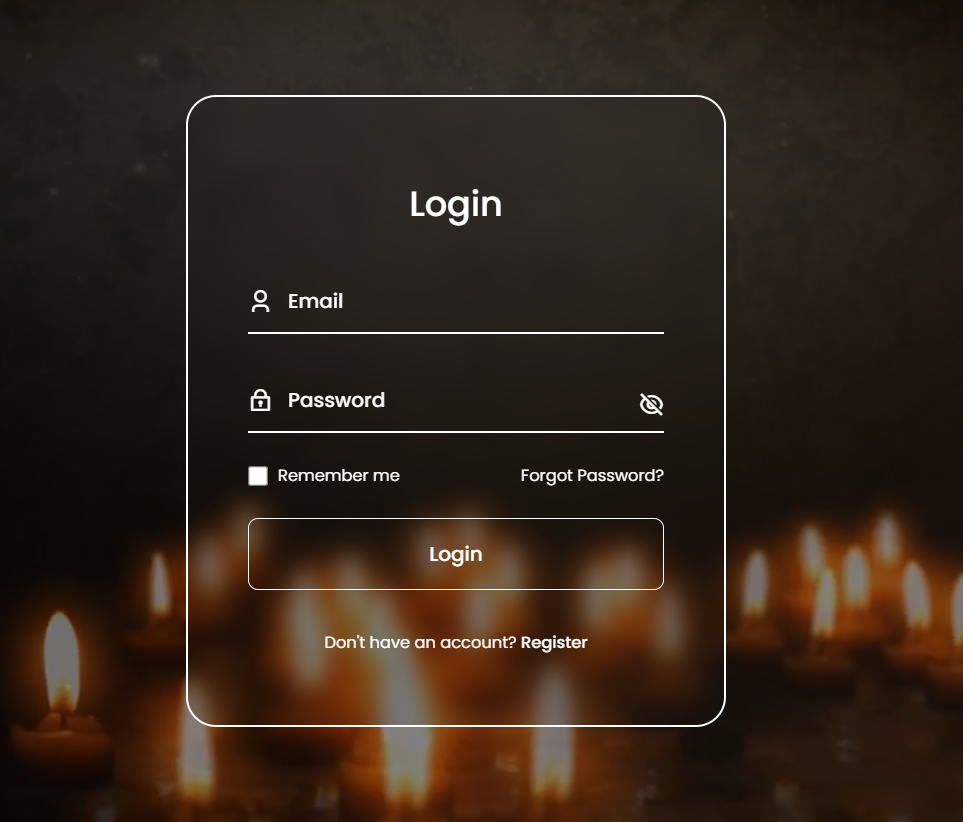 Login
Email
Password
Remember me Forgot Password?
Login
Don't have an account? Register